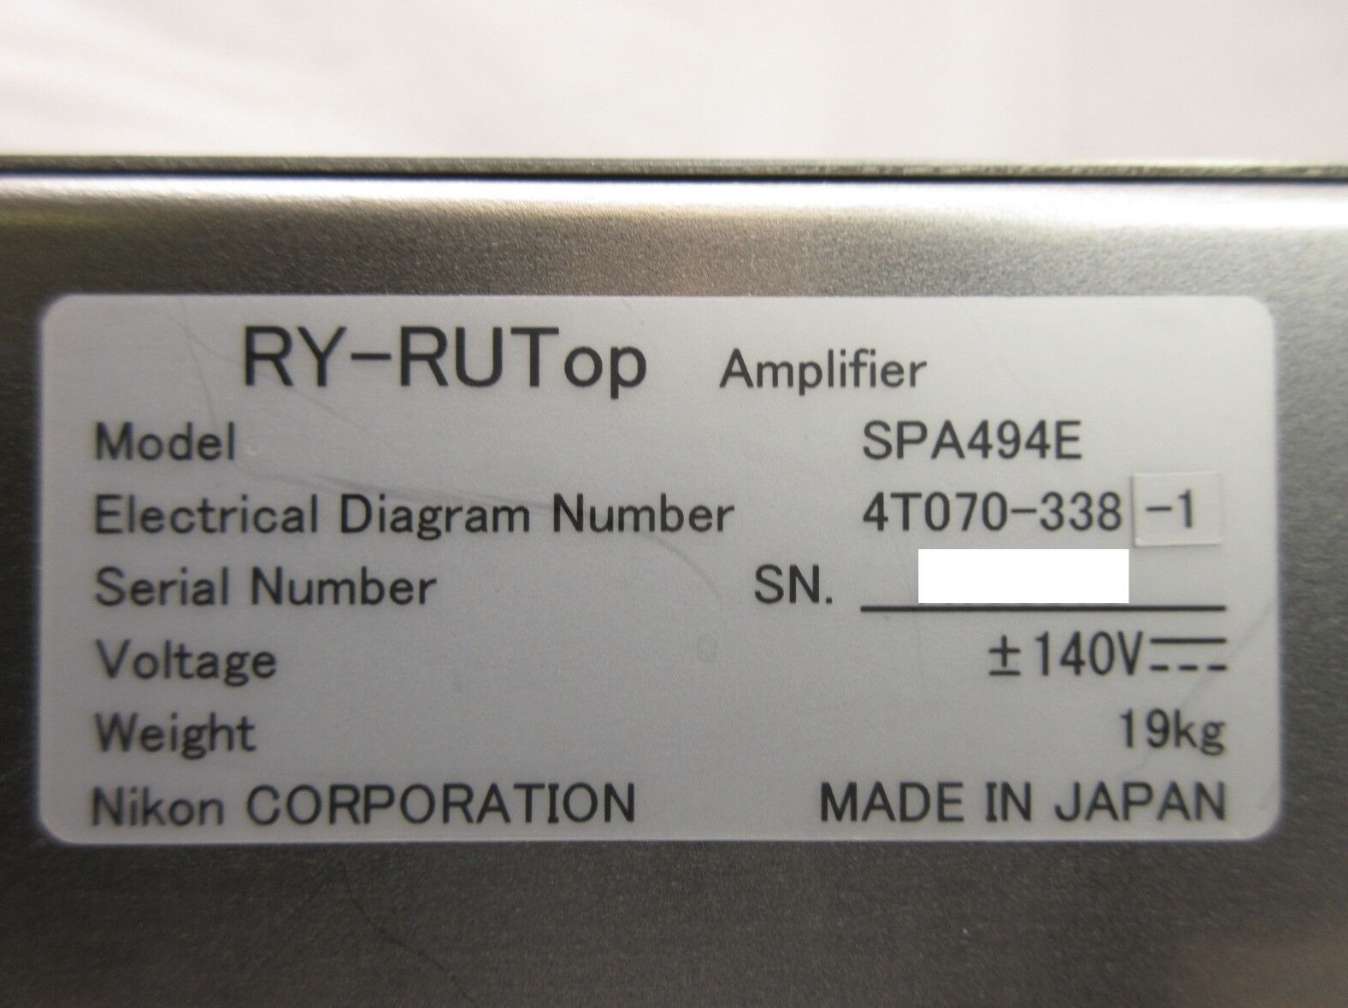 RY-RUTop Amplifier
Model SPA494E
Electrical Diagram Number 4T070-338 -1
Serial Number SN.
Voltage ±140V⎓
Weight 19kg
Nikon CORPORATION MADE IN JAPAN